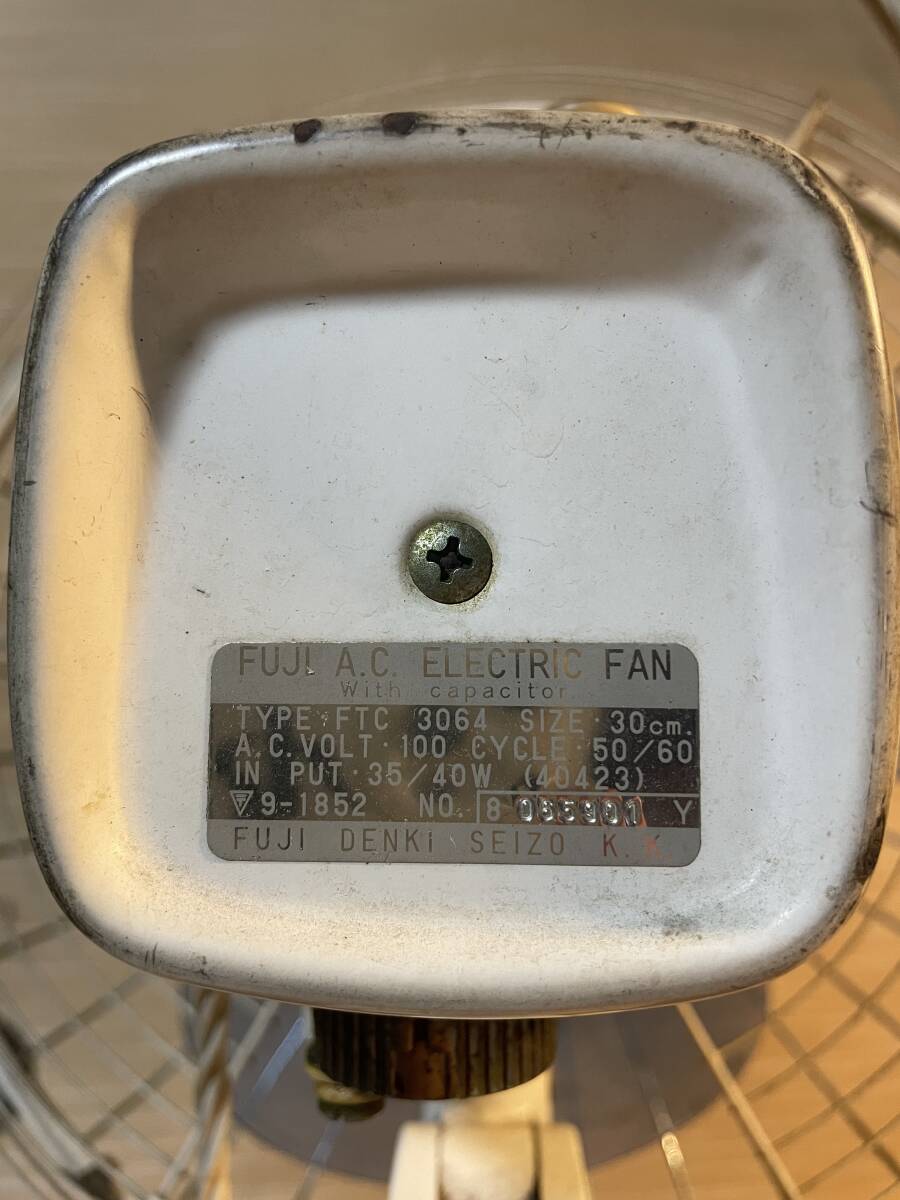 FUJI A.C. ELECTRIC FAN
With capacitor
TYPE·FTC 3064 SIZE·30cm.
A.C.VOLT·100 CYCLE·50/60
IN PUT·35/40W (40423)
9-1852 NO. 8-065901 Y
FUJI DENKI SEIZO K.K.